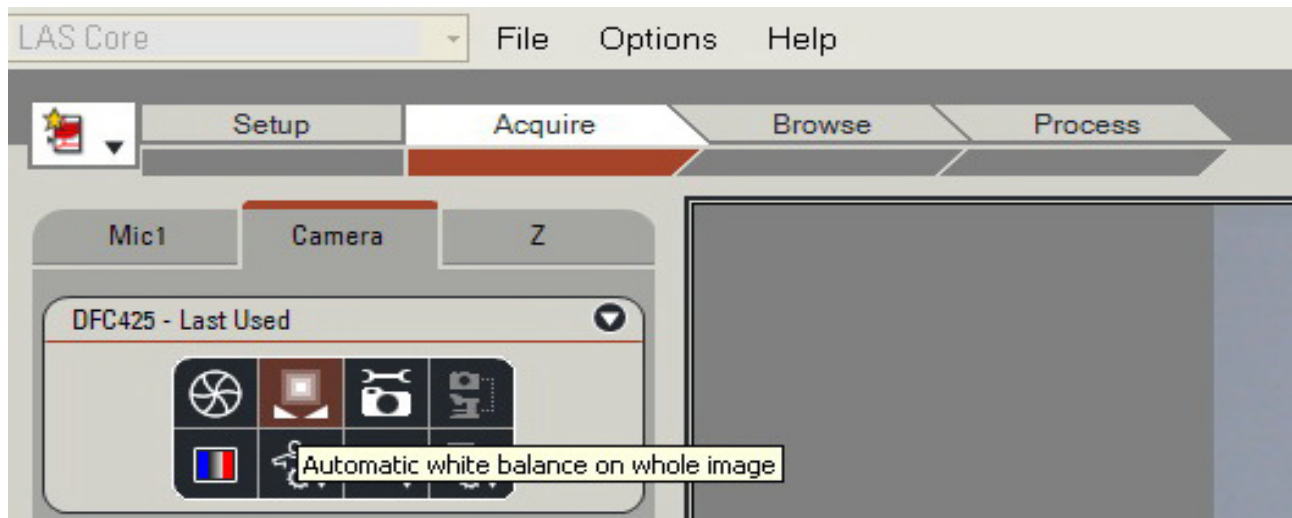 LAS Core File Options Help
Setup Acquire Browse Process
Mic1 Camera Z
DFC425 - Last Used
Automatic white balance on whole image